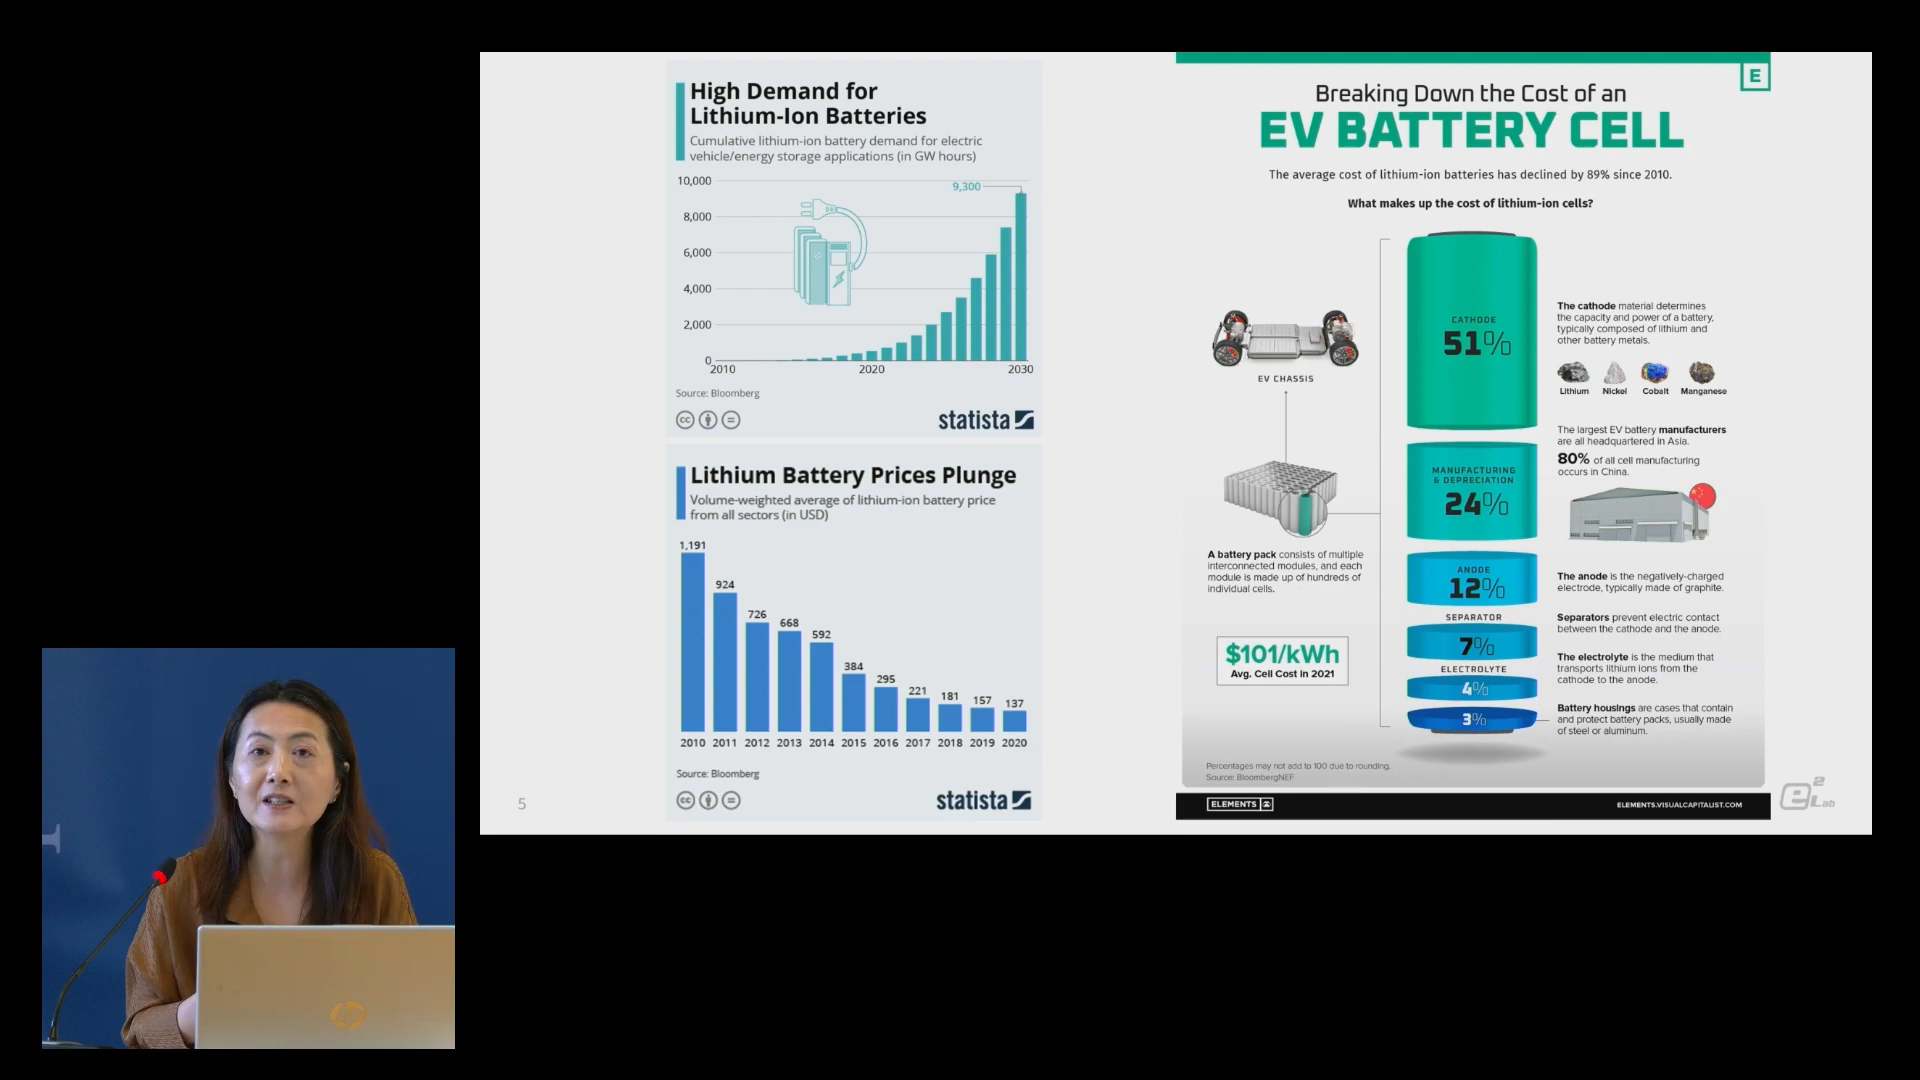 High Demand for
Lithium-Ion Batteries
Cumulative lithium-ion battery demand for electric
vehicle/energy storage applications (in GW hours)
10,000
9,300
8,000
6,000
4,000
2,000
0
2010
2020
2030
Source: Bloomberg
cc
statista
Lithium Battery Prices Plunge
Volume-weighted average of lithium-ion battery price
from all sectors (in USD)
1,191
924
726
668
592
384
295
221
181
157
137
2010 2011 2012 2013 2014 2015 2016 2017 2018 2019 2020
Source: Bloomberg
cc
statista
5
E
Breaking Down the Cost of an
EV BATTERY CELL
The average cost of lithium-ion batteries has declined by 89% since 2010.
What makes up the cost of lithium-ion cells?
EV CHASSIS
A battery pack consists of multiple
interconnected modules, and each
module is made up of hundreds of
individual cells.
$101/kWh
Avg. Cell Cost in 2021
CATHODE
51%
MANUFACTURING
& DEPRECIATION
24%
ANODE
12%
SEPARATOR
7%
ELECTROLYTE
4%
3%
The cathode material determines
the capacity and power of a battery,
typically composed of lithium and
other battery metals.
Lithium Nickel Cobalt Manganese
The largest EV battery manufacturers
are all headquartered in Asia.
80% of all cell manufacturing
occurs in China.
The anode is the negatively-charged
electrode, typically made of graphite.
Separators prevent electric contact
between the cathode and the anode.
The electrolyte is the medium that
transports lithium ions from the
cathode to the anode.
Battery housings are cases that contain
and protect battery packs, usually made
of steel or aluminum.
Percentages may not add to 100 due to rounding.
Source: BloombergNEF
ELEMENTS
ELEMENTS.VISUALCAPITALIST.COM
e2Lab
hp